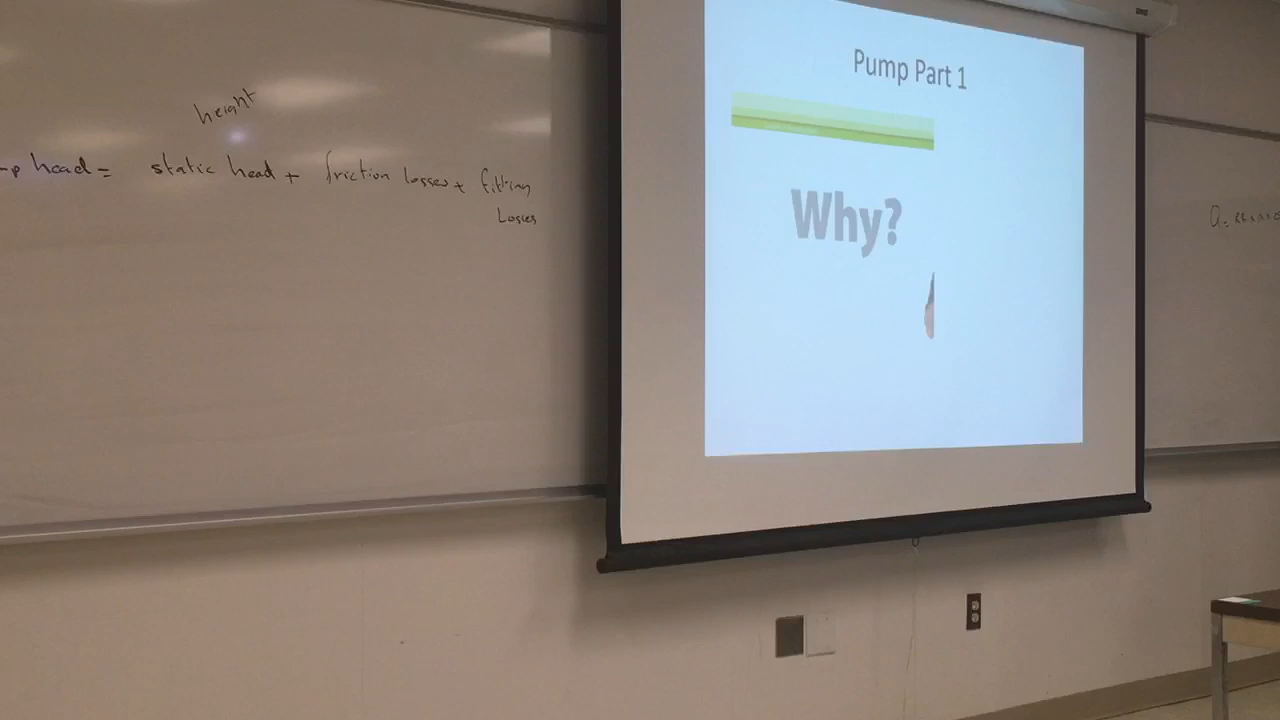 height
p head = static head + friction losses + fitting
Losses
Pump Part 1
Why?